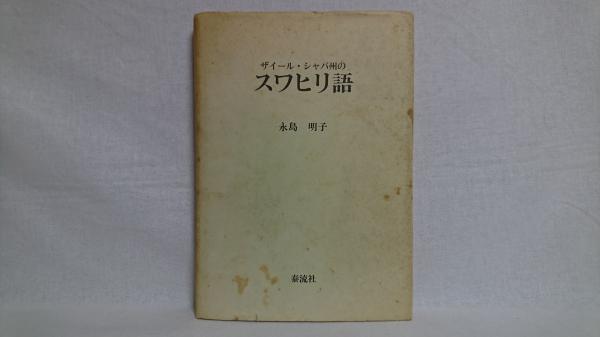 ザイール・シャバ州の
スワヒリ語
永島 明子
泰流社